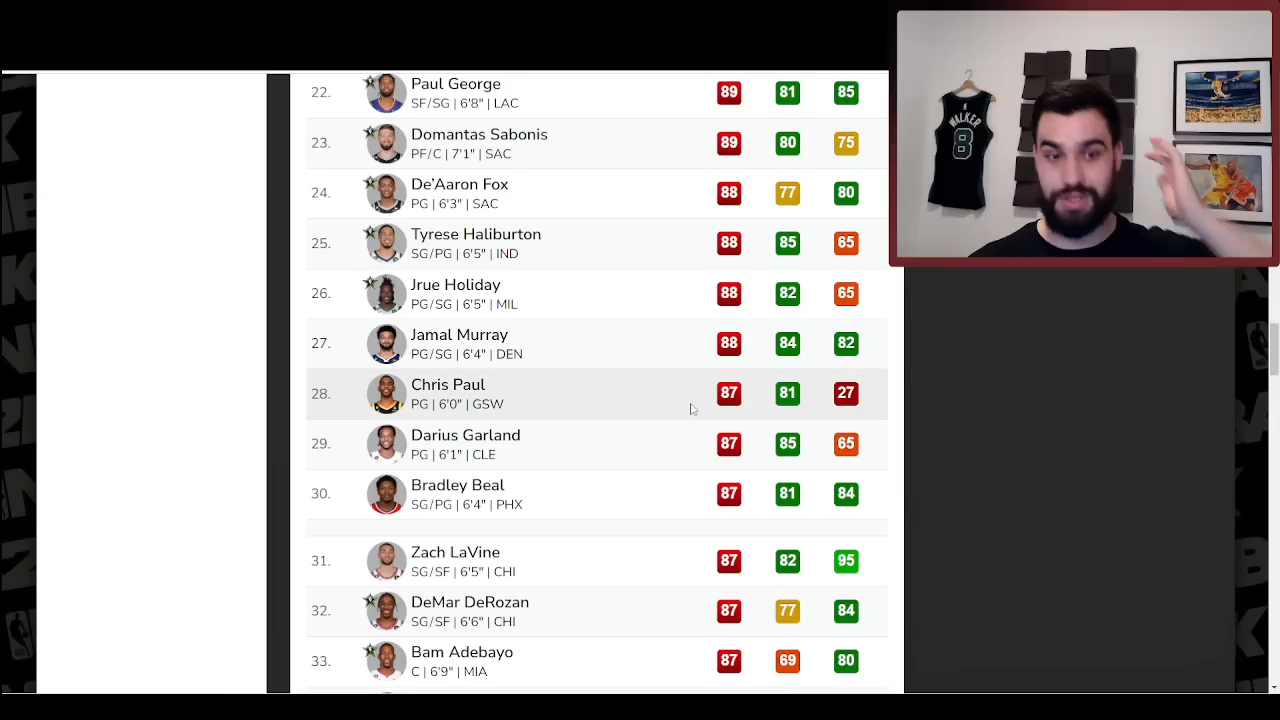 22. Paul George 89 81 85
SF/SG | 6'8" | LAC
23. Domantas Sabonis 89 80 75
PF/C | 7'1" | SAC
24. De'Aaron Fox 88 77 80
PG | 6'3" | SAC
25. Tyrese Haliburton 88 85 65
SG/PG | 6'5" | IND
26. Jrue Holiday 88 82 65
PG/SG | 6'5" | MIL
27. Jamal Murray 88 84 82
PG/SG | 6'4" | DEN
28. Chris Paul 87 81 27
PG | 6'0" | GSW
29. Darius Garland 87 85 65
PG | 6'1" | CLE
30. Bradley Beal 87 81 84
SG/PG | 6'4" | PHX
31. Zach LaVine 87 82 95
SG/SF | 6'5" | CHI
32. DeMar DeRozan 87 77 84
SG/SF | 6'6" | CHI
33. Bam Adebayo 87 69 80
C | 6'9" | MIA
WALKER
8